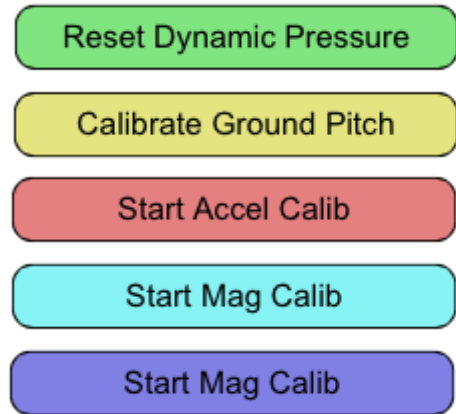 Reset Dynamic Pressure
Calibrate Ground Pitch
Start Accel Calib
Start Mag Calib
Start Mag Calib